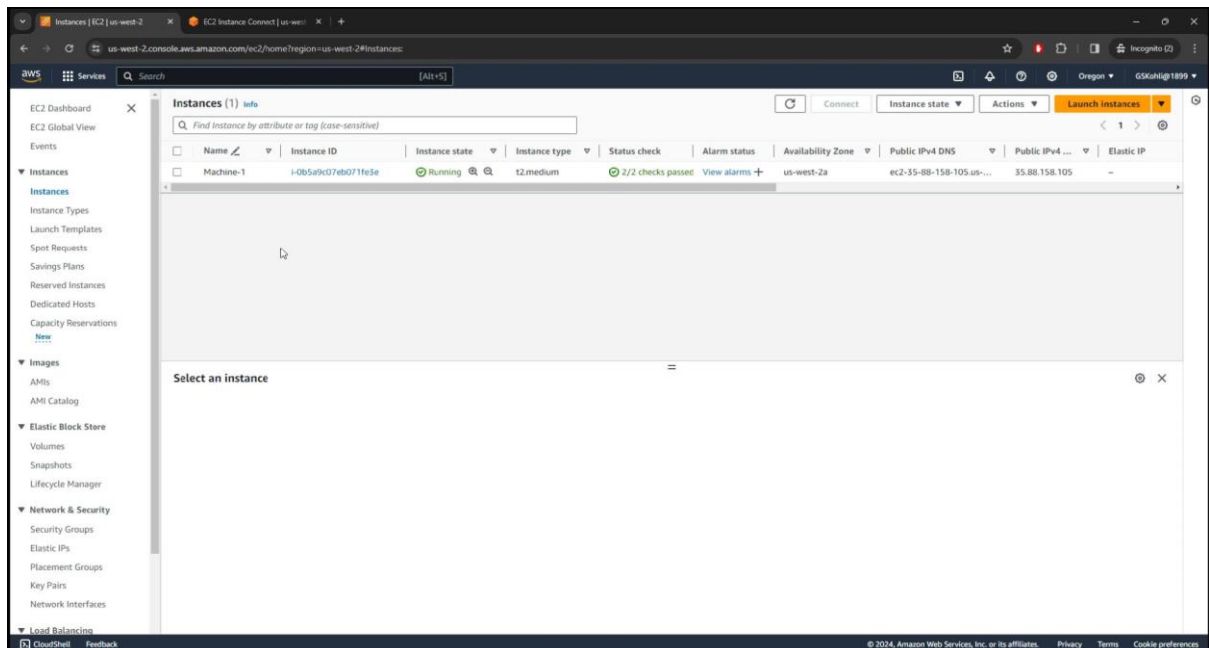 Instances | EC2 | us-west-2
EC2 Instance Connect | us-west
us-west-2.console.aws.amazon.com/ec2/home?region=us-west-2#Instances:
Incognito (2)
aws
Services
Search
[Alt+S]
Oregon
GSKohli@1899
EC2 Dashboard
EC2 Global View
Events
Instances
Instances
Instance Types
Launch Templates
Spot Requests
Savings Plans
Reserved Instances
Dedicated Hosts
Capacity Reservations
New
Images
AMIs
AMI Catalog
Elastic Block Store
Volumes
Snapshots
Lifecycle Manager
Network & Security
Security Groups
Elastic IPs
Placement Groups
Key Pairs
Network Interfaces
Load Balancing
Instances (1) Info
Connect
Instance state
Actions
Launch instances
Find Instance by attribute or tag (case-sensitive)
1
Name Instance ID Instance state Instance type Status check Alarm status Availability Zone Public IPv4 DNS Public IPv4 ... Elastic IP
Machine-1 i-0b5a9c07eb071fe3e Running t2.medium 2/2 checks passed View alarms + us-west-2a ec2-35-88-158-105.us-... 35.88.158.105 –
Select an instance
CloudShell Feedback © 2024, Amazon Web Services, Inc. or its affiliates. Privacy Terms Cookie preferences